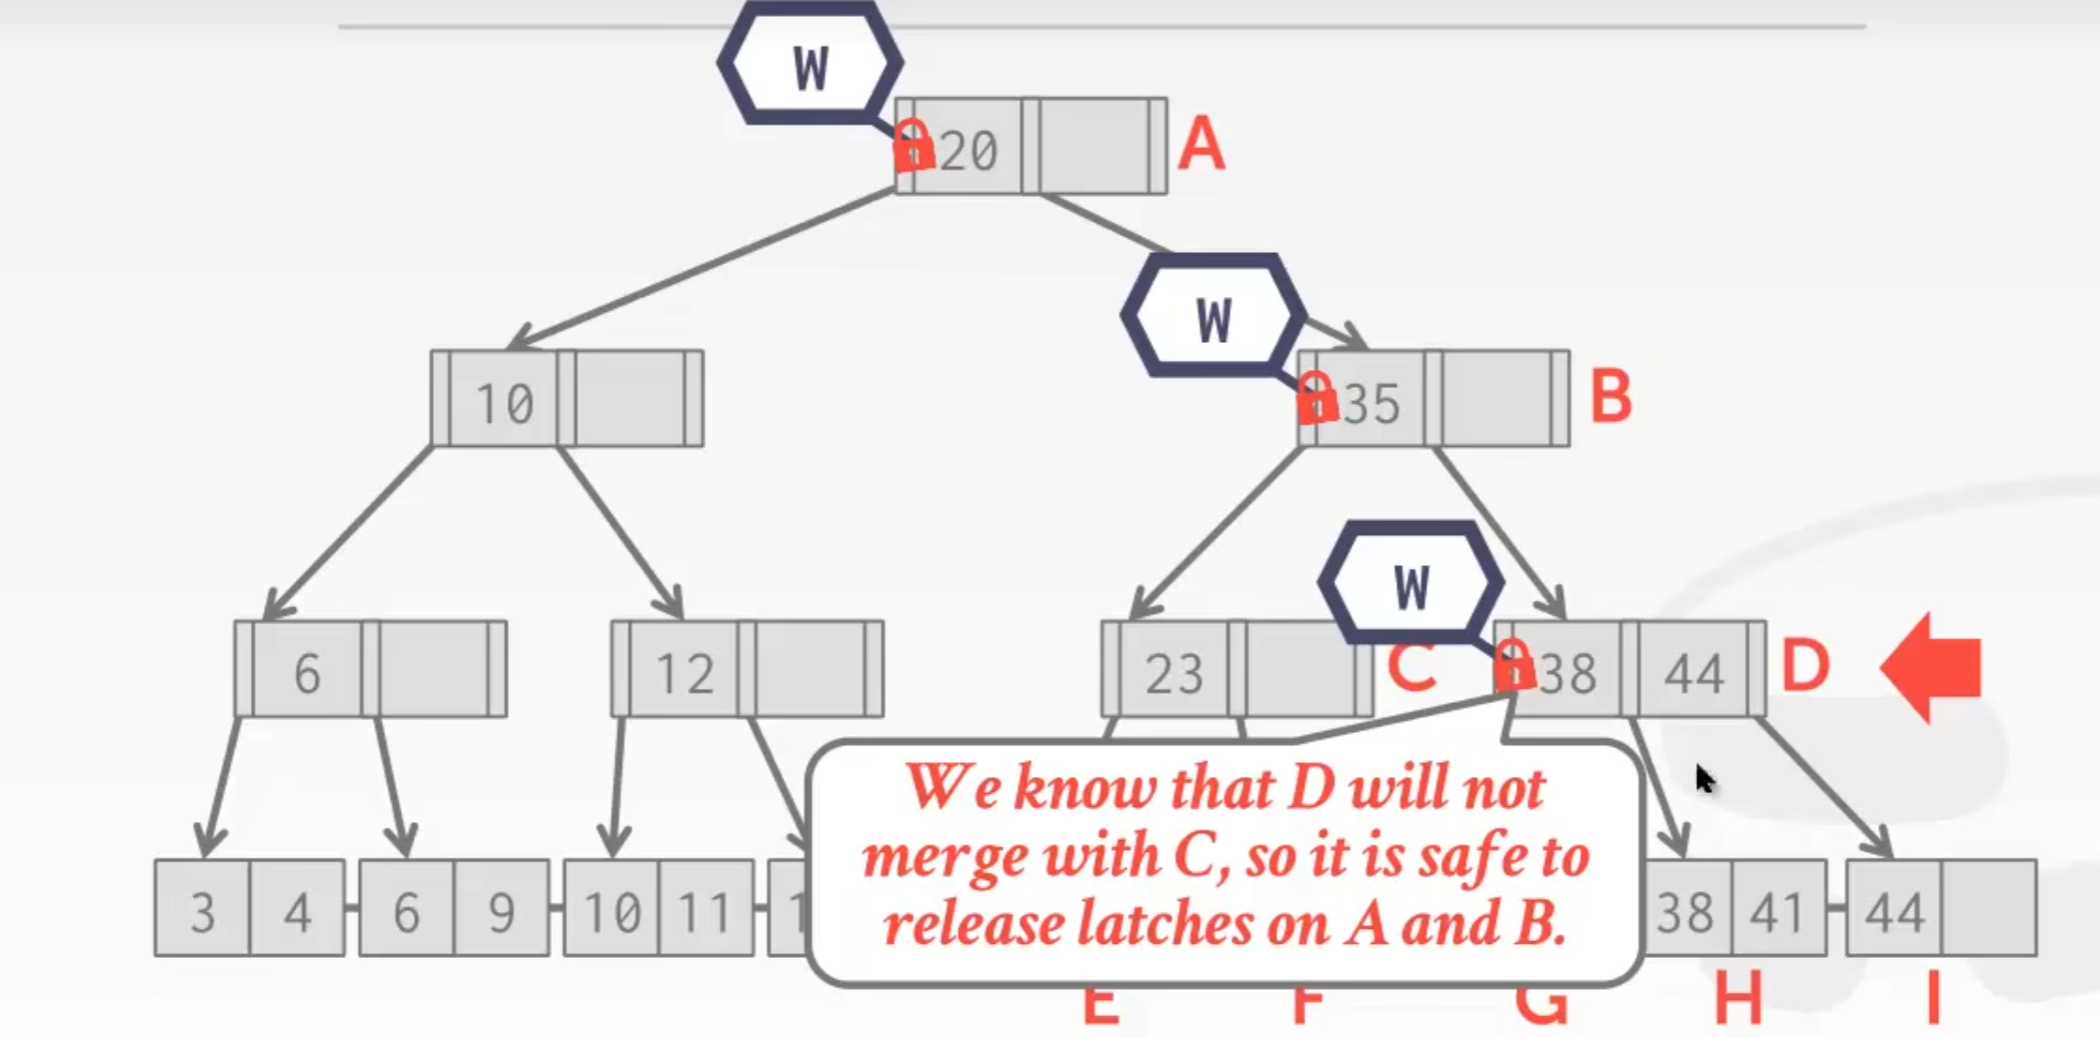 W
20 A
W
10
35 B
W
6
12
23 C
38 44 D
We know that D will not
merge with C, so it is safe to
release latches on A and B.
3 4
6 9
10 11
38 41
44
E F G H I